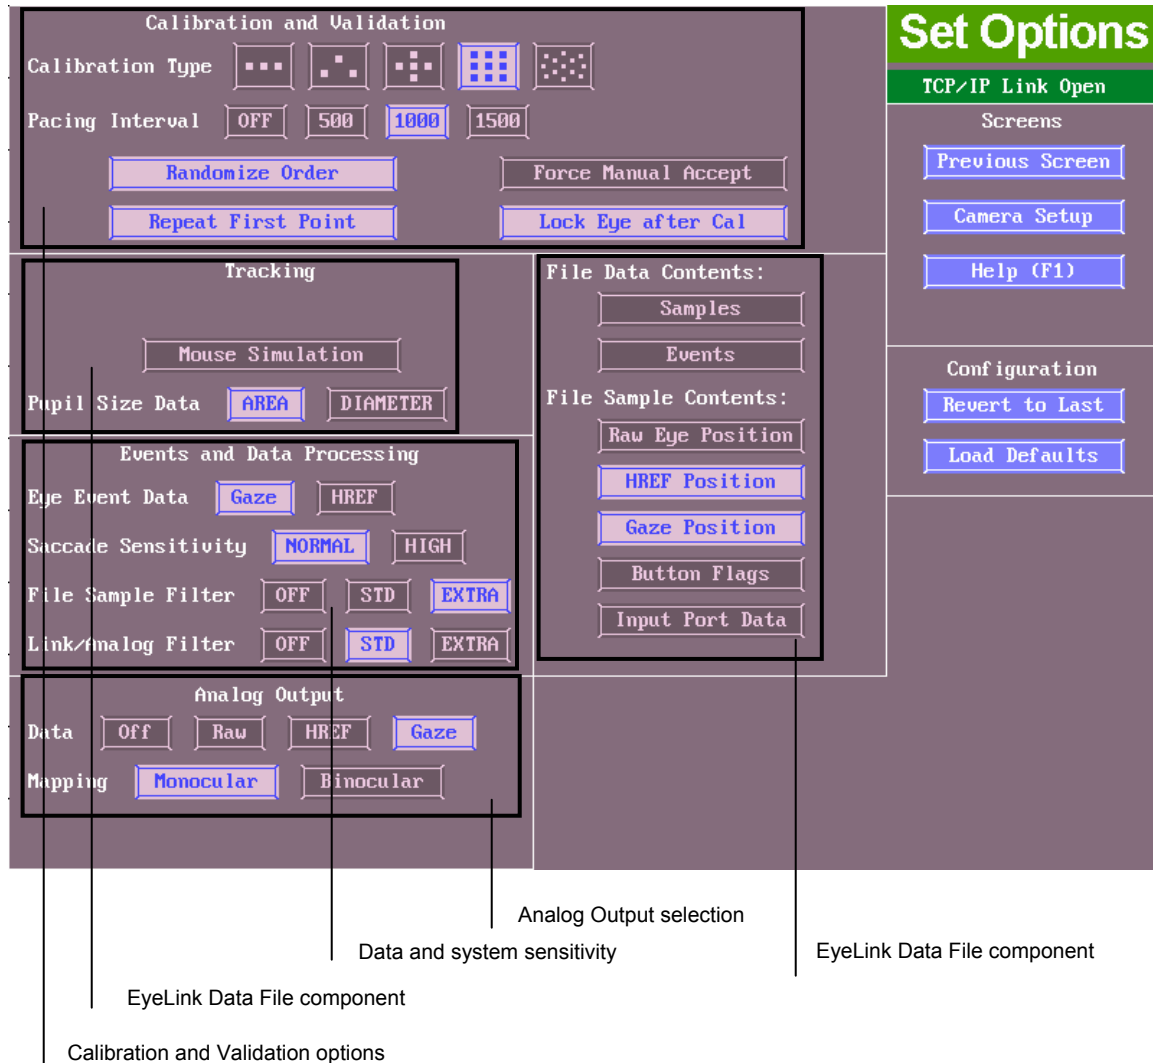 Calibration and Validation
Calibration Type
Pacing Interval OFF 500 1000 1500
Randomize Order Force Manual Accept
Repeat First Point Lock Eye after Cal
Tracking
Mouse Simulation
Pupil Size Data AREA DIAMETER
Events and Data Processing
Eye Event Data Gaze HREF
Saccade Sensitivity NORMAL HIGH
File Sample Filter OFF STD EXTRA
Link/Analog Filter OFF STD EXTRA
Analog Output
Data Off Raw HREF Gaze
Mapping Monocular Binocular
File Data Contents:
Samples
Events
File Sample Contents:
Raw Eye Position
HREF Position
Gaze Position
Button Flags
Input Port Data
Set Options
TCP/IP Link Open
Screens
Previous Screen
Camera Setup
Help (F1)
Configuration
Revert to Last
Load Defaults
Analog Output selection
Data and system sensitivity
EyeLink Data File component
EyeLink Data File component
Calibration and Validation options